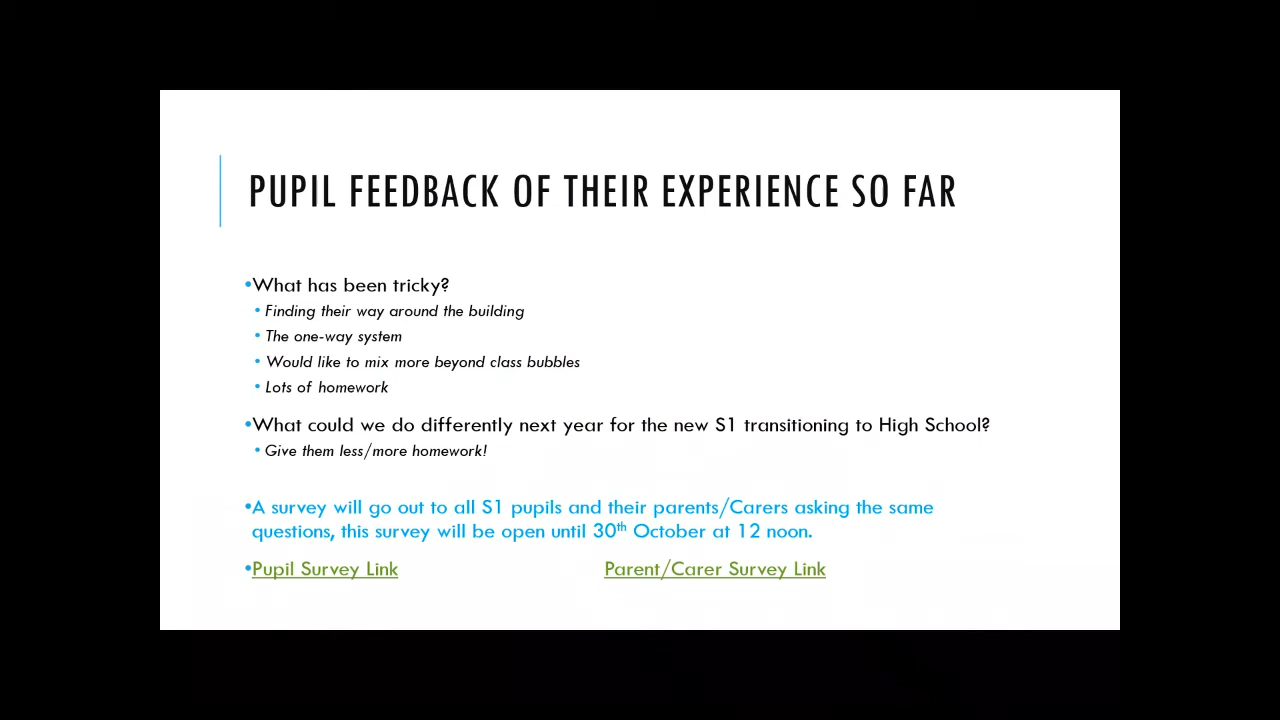 PUPIL FEEDBACK OF THEIR EXPERIENCE SO FAR
•What has been tricky?
• Finding their way around the building
• The one-way system
• Would like to mix more beyond class bubbles
• Lots of homework
•What could we do differently next year for the new S1 transitioning to High School?
• Give them less/more homework!
•A survey will go out to all S1 pupils and their parents/Carers asking the same
questions, this survey will be open until 30th October at 12 noon.
•Pupil Survey Link Parent/Carer Survey Link